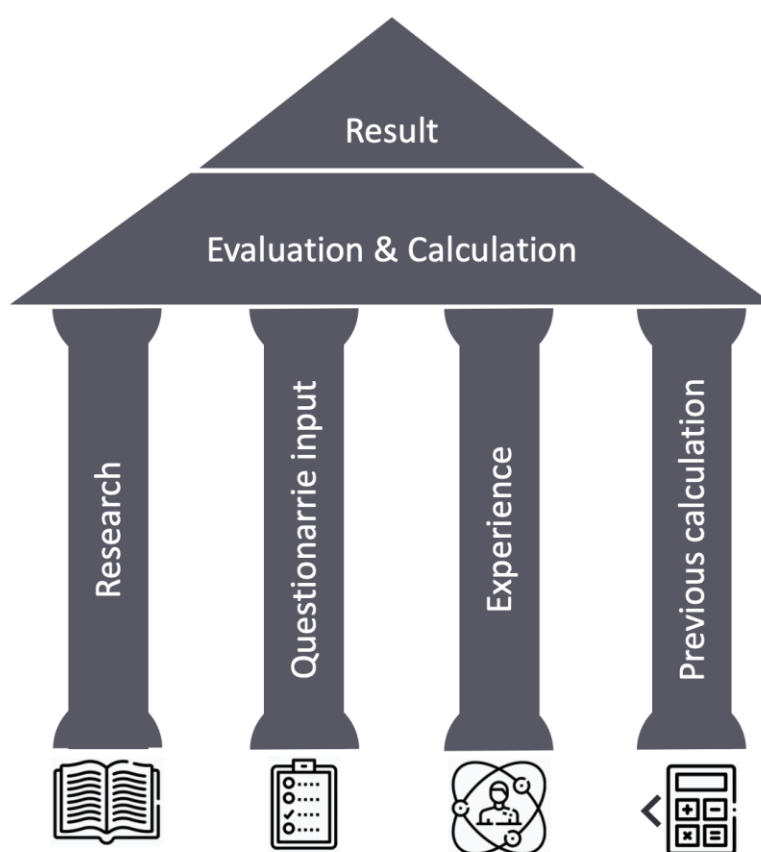 Result
Evaluation & Calculation
Research
Questionarrie input
Experience
Previous calculation